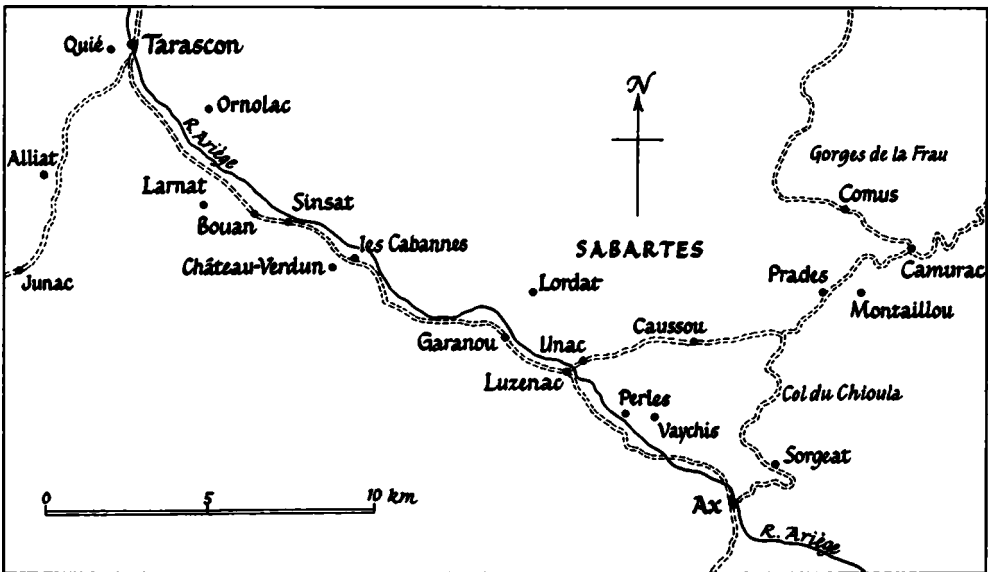 Quié
Tarascon
Ornolac
R. Ariège
N
Gorges de la Frau
Alliat
Comus
Larnat
Sinsat
Bouan
les Cabannes
SABARTES
Château-Verdun
Camurac
Junac
Lordat
Prades
Montaillou
Garanou
Unac
Caussou
Luzenac
Perles
Col du Chioula
Vaychis
Sorgeat
0 5 10 km
Ax
R. Ariège